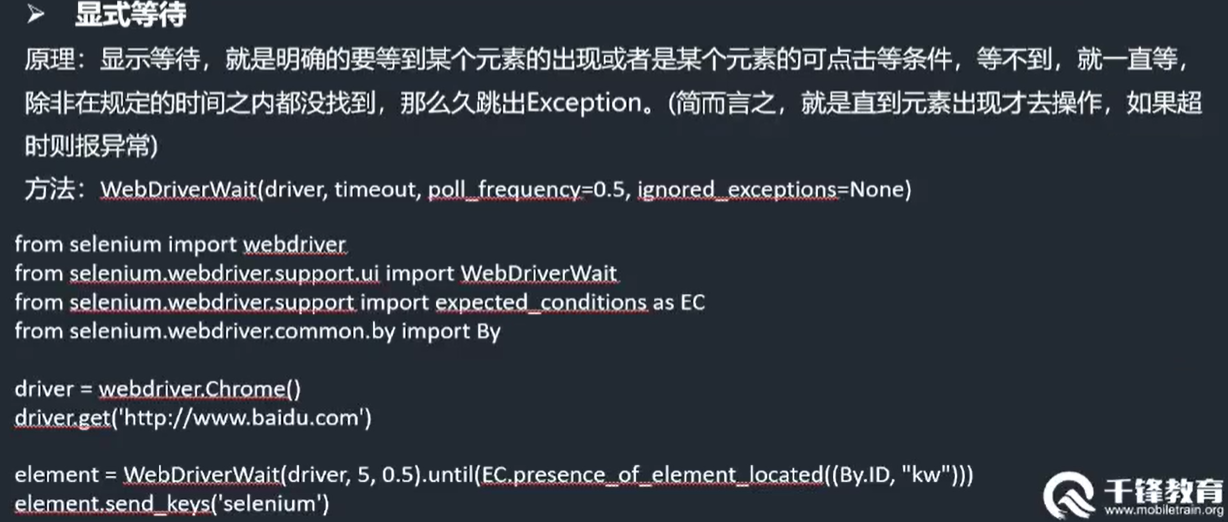 ➢ 显式等待
原理：显示等待，就是明确的要等到某个元素的出现或者是某个元素的可点击等条件，等不到，就一直等，
除非在规定的时间之内都没找到，那么久跳出Exception。(简而言之，就是直到元素出现才去操作，如果超
时则报异常)
方法：WebDriverWait(driver, timeout, poll_frequency=0.5, ignored_exceptions=None)
from selenium import webdriver
from selenium.webdriver.support.ui import WebDriverWait
from selenium.webdriver.support import expected_conditions as EC
from selenium.webdriver.common.by import By
driver = webdriver.Chrome()
driver.get('http://www.baidu.com')
element = WebDriverWait(driver, 5, 0.5).until(EC.presence_of_element_located((By.ID, "kw")))
element.send_keys('selenium')
千锋教育
www.mobiletrain.org